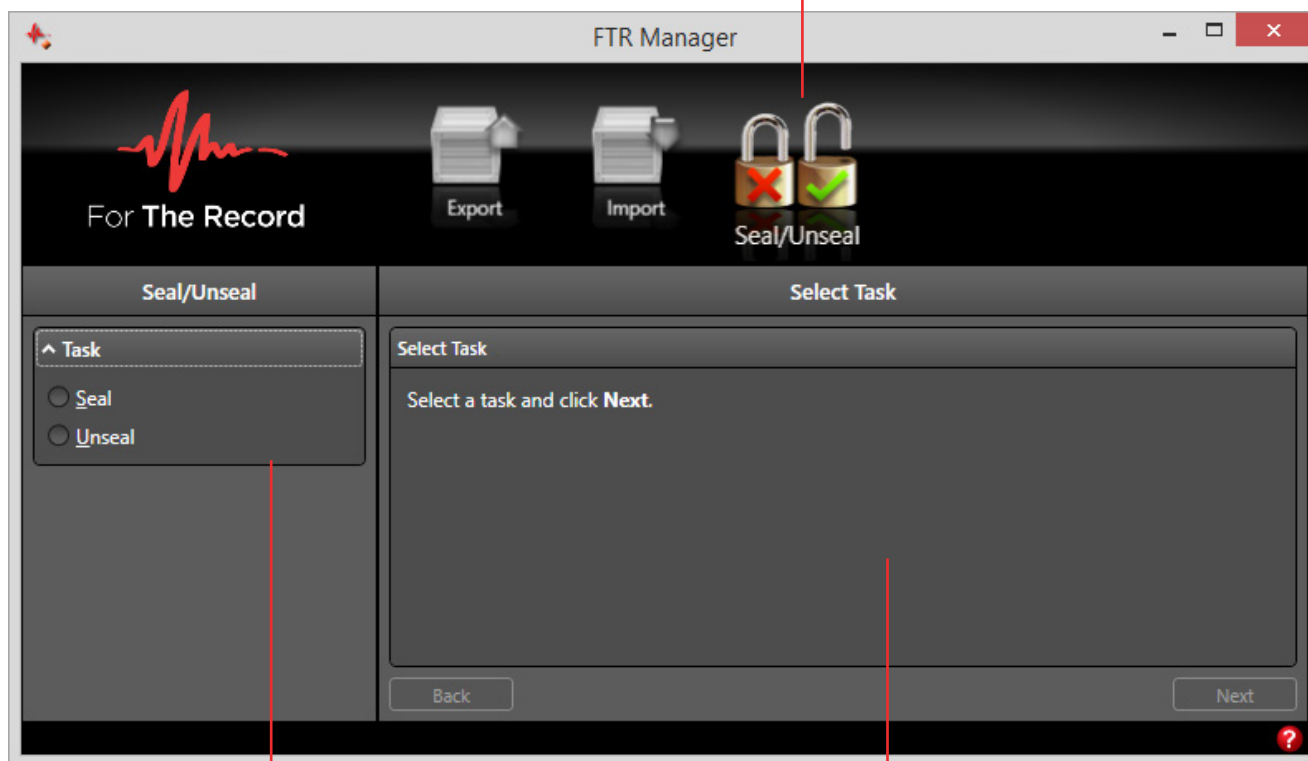 FTR Manager
For The Record
Export
Import
Seal/Unseal
Seal/Unseal
Select Task
Task
Select Task
Seal
Select a task and click Next.
Unseal
Back
Next
?